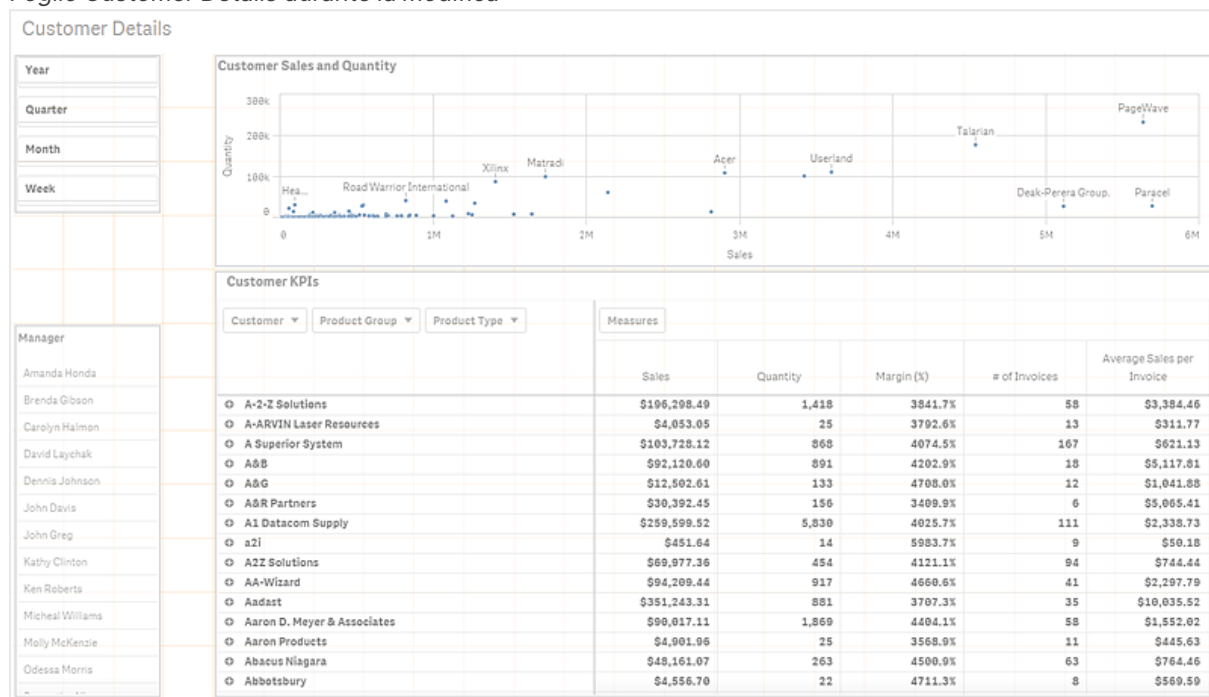 Customer Details
Year
Quarter
Month
Week
Manager
Amanda Honda
Brenda Gibson
Carolyn Halmon
David Laychak
Dennis Johnson
John Davis
John Greg
Kathy Clinton
Ken Roberts
Micheal Williams
Molly McKenzie
Odessa Morris
Customer Sales and Quantity
300k
200k
100k
0
Quantity
PageWave
Talarian
Acer
Userland
Xilinx
Matradi
Hea...
Road Warrior International
Deak-Perera Group.
Paracel
0 1M 2M 3M 4M 5M 6M
Sales
Customer KPIs
Customer Product Group Product Type Measures
Sales Quantity Margin (%) # of Invoices Average Sales per Invoice
A-2-Z Solutions $196,298.49 1,418 3841.7% 58 $3,384.46
A-ARVIN Laser Resources $4,053.05 25 3792.6% 13 $311.77
A Superior System $103,728.12 868 4074.5% 167 $621.13
A&B $92,120.60 891 4202.9% 18 $5,117.81
A&G $12,502.61 133 4708.0% 12 $1,041.88
A&R Partners $30,392.45 156 3409.9% 6 $5,065.41
A1 Datacom Supply $259,599.52 5,830 4025.7% 111 $2,338.73
a2i $451.64 14 5983.7% 9 $50.18
A2Z Solutions $69,977.36 454 4121.1% 94 $744.44
AA-Wizard $94,209.44 917 4660.6% 41 $2,297.79
Aadast $351,243.31 881 3707.3% 35 $10,035.52
Aaron D. Meyer & Associates $90,017.11 1,869 4404.1% 58 $1,552.02
Aaron Products $4,901.96 25 3568.9% 11 $445.63
Abacus Niagara $48,161.07 263 4500.9% 63 $764.46
Abbotsbury $4,556.70 22 4711.3% 8 $569.59